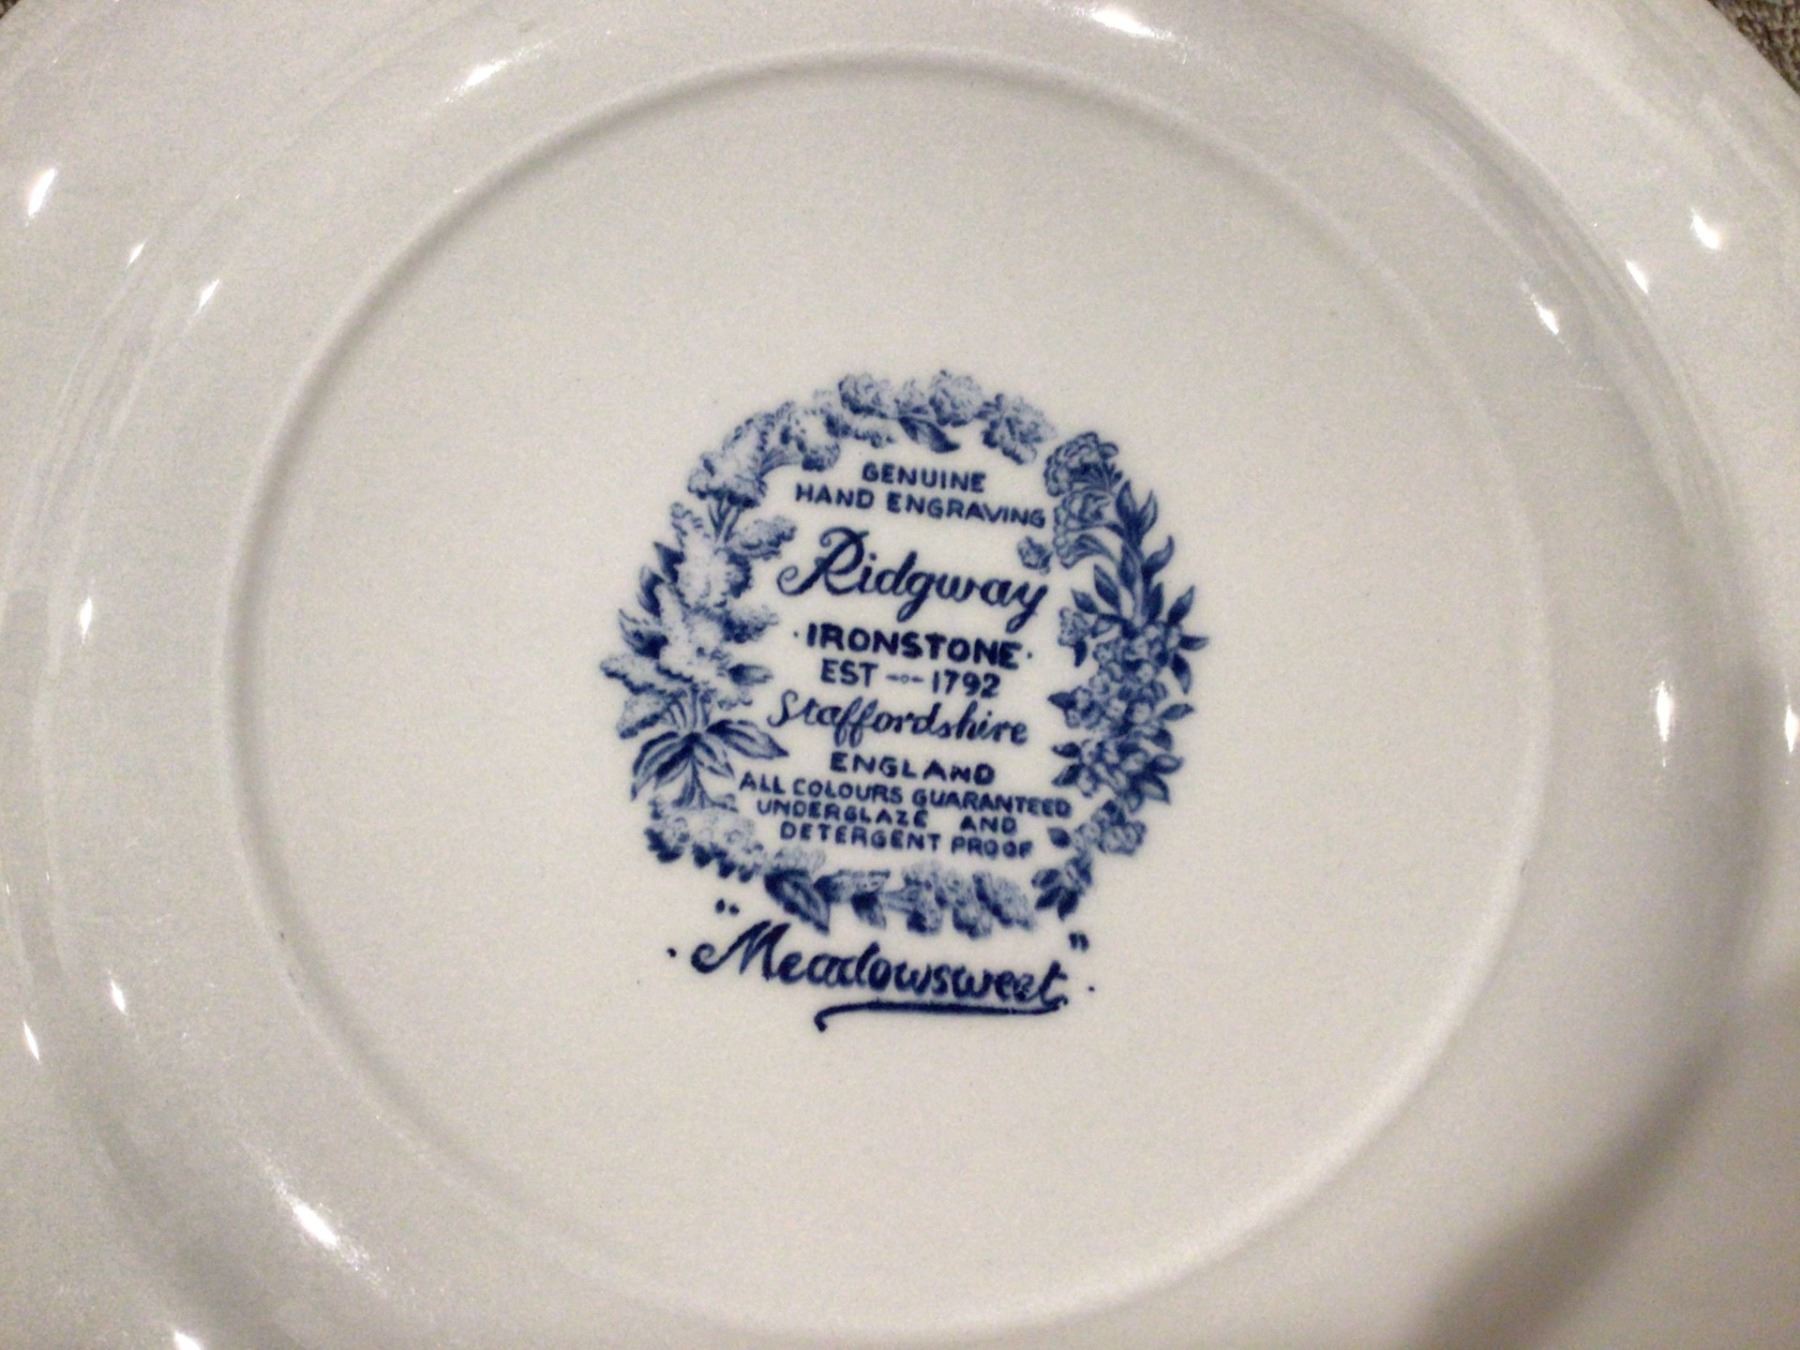 GENUINE
HAND ENGRAVING
Ridgway
·IRONSTONE·
EST -o- 1792
Staffordshire
ENGLAND
ALL COLOURS GUARANTEED
UNDERGLAZE AND
DETERGENT PROOF
"Meadowsweet"